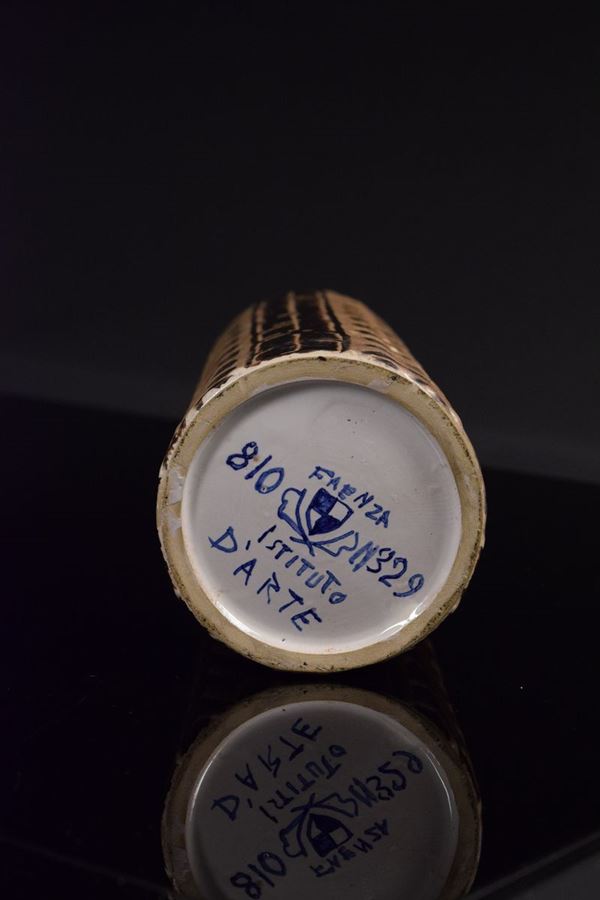 810
FAENZA
N329
ISTITUTO
D'ARTE